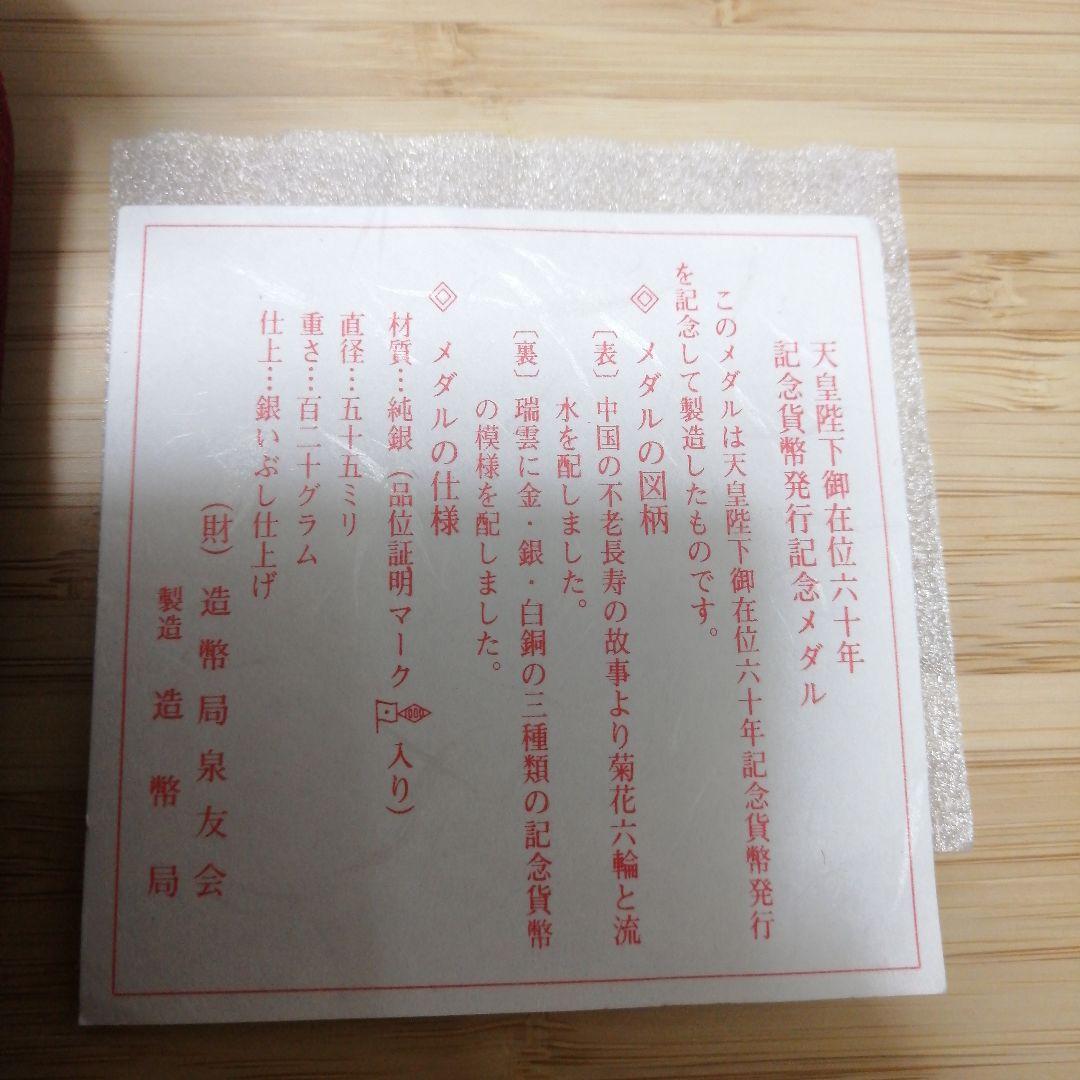 天皇陛下御在位六十年
記念貨幣発行記念メダル
このメダルは天皇陛下御在位六十年記念貨幣発行
を記念して製造したものです。
◇メダルの図柄
〔表〕中国の不老長寿の故事より菊花六輪と流
水を配しました。
〔裏〕瑞雲に金・銀・白銅の三種類の記念貨幣
の模様を配しました。
◇メダルの仕様
材質…純銀(品位証明マーク 1000 入り)
直径…五十五ミリ
重さ…百二十グラム
仕上…銀いぶし仕上げ
(財)造幣局泉友会
製造 造幣局